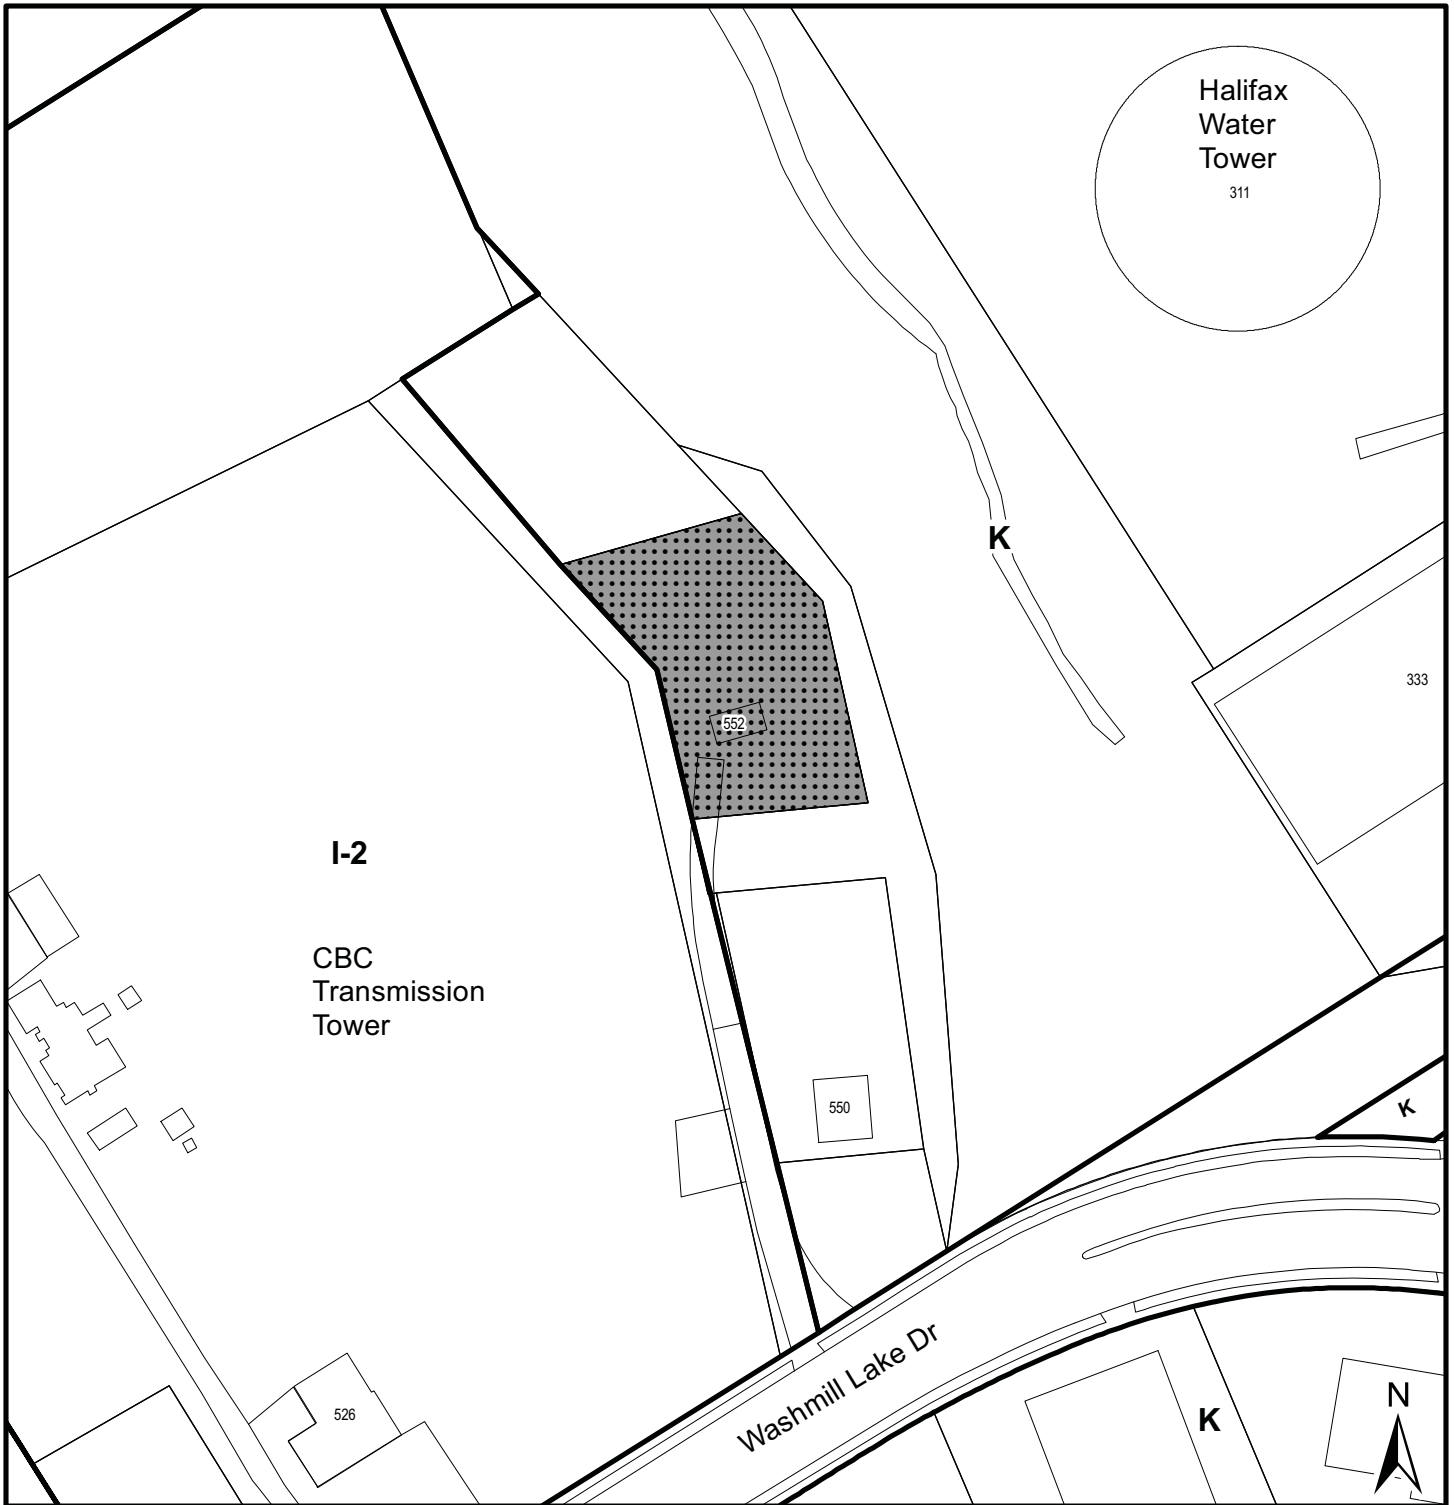 Halifax
Water
Tower
311
K
333
552
I-2
CBC
Transmission
Tower
550
K
Washmill Lake Dr
526
K
N